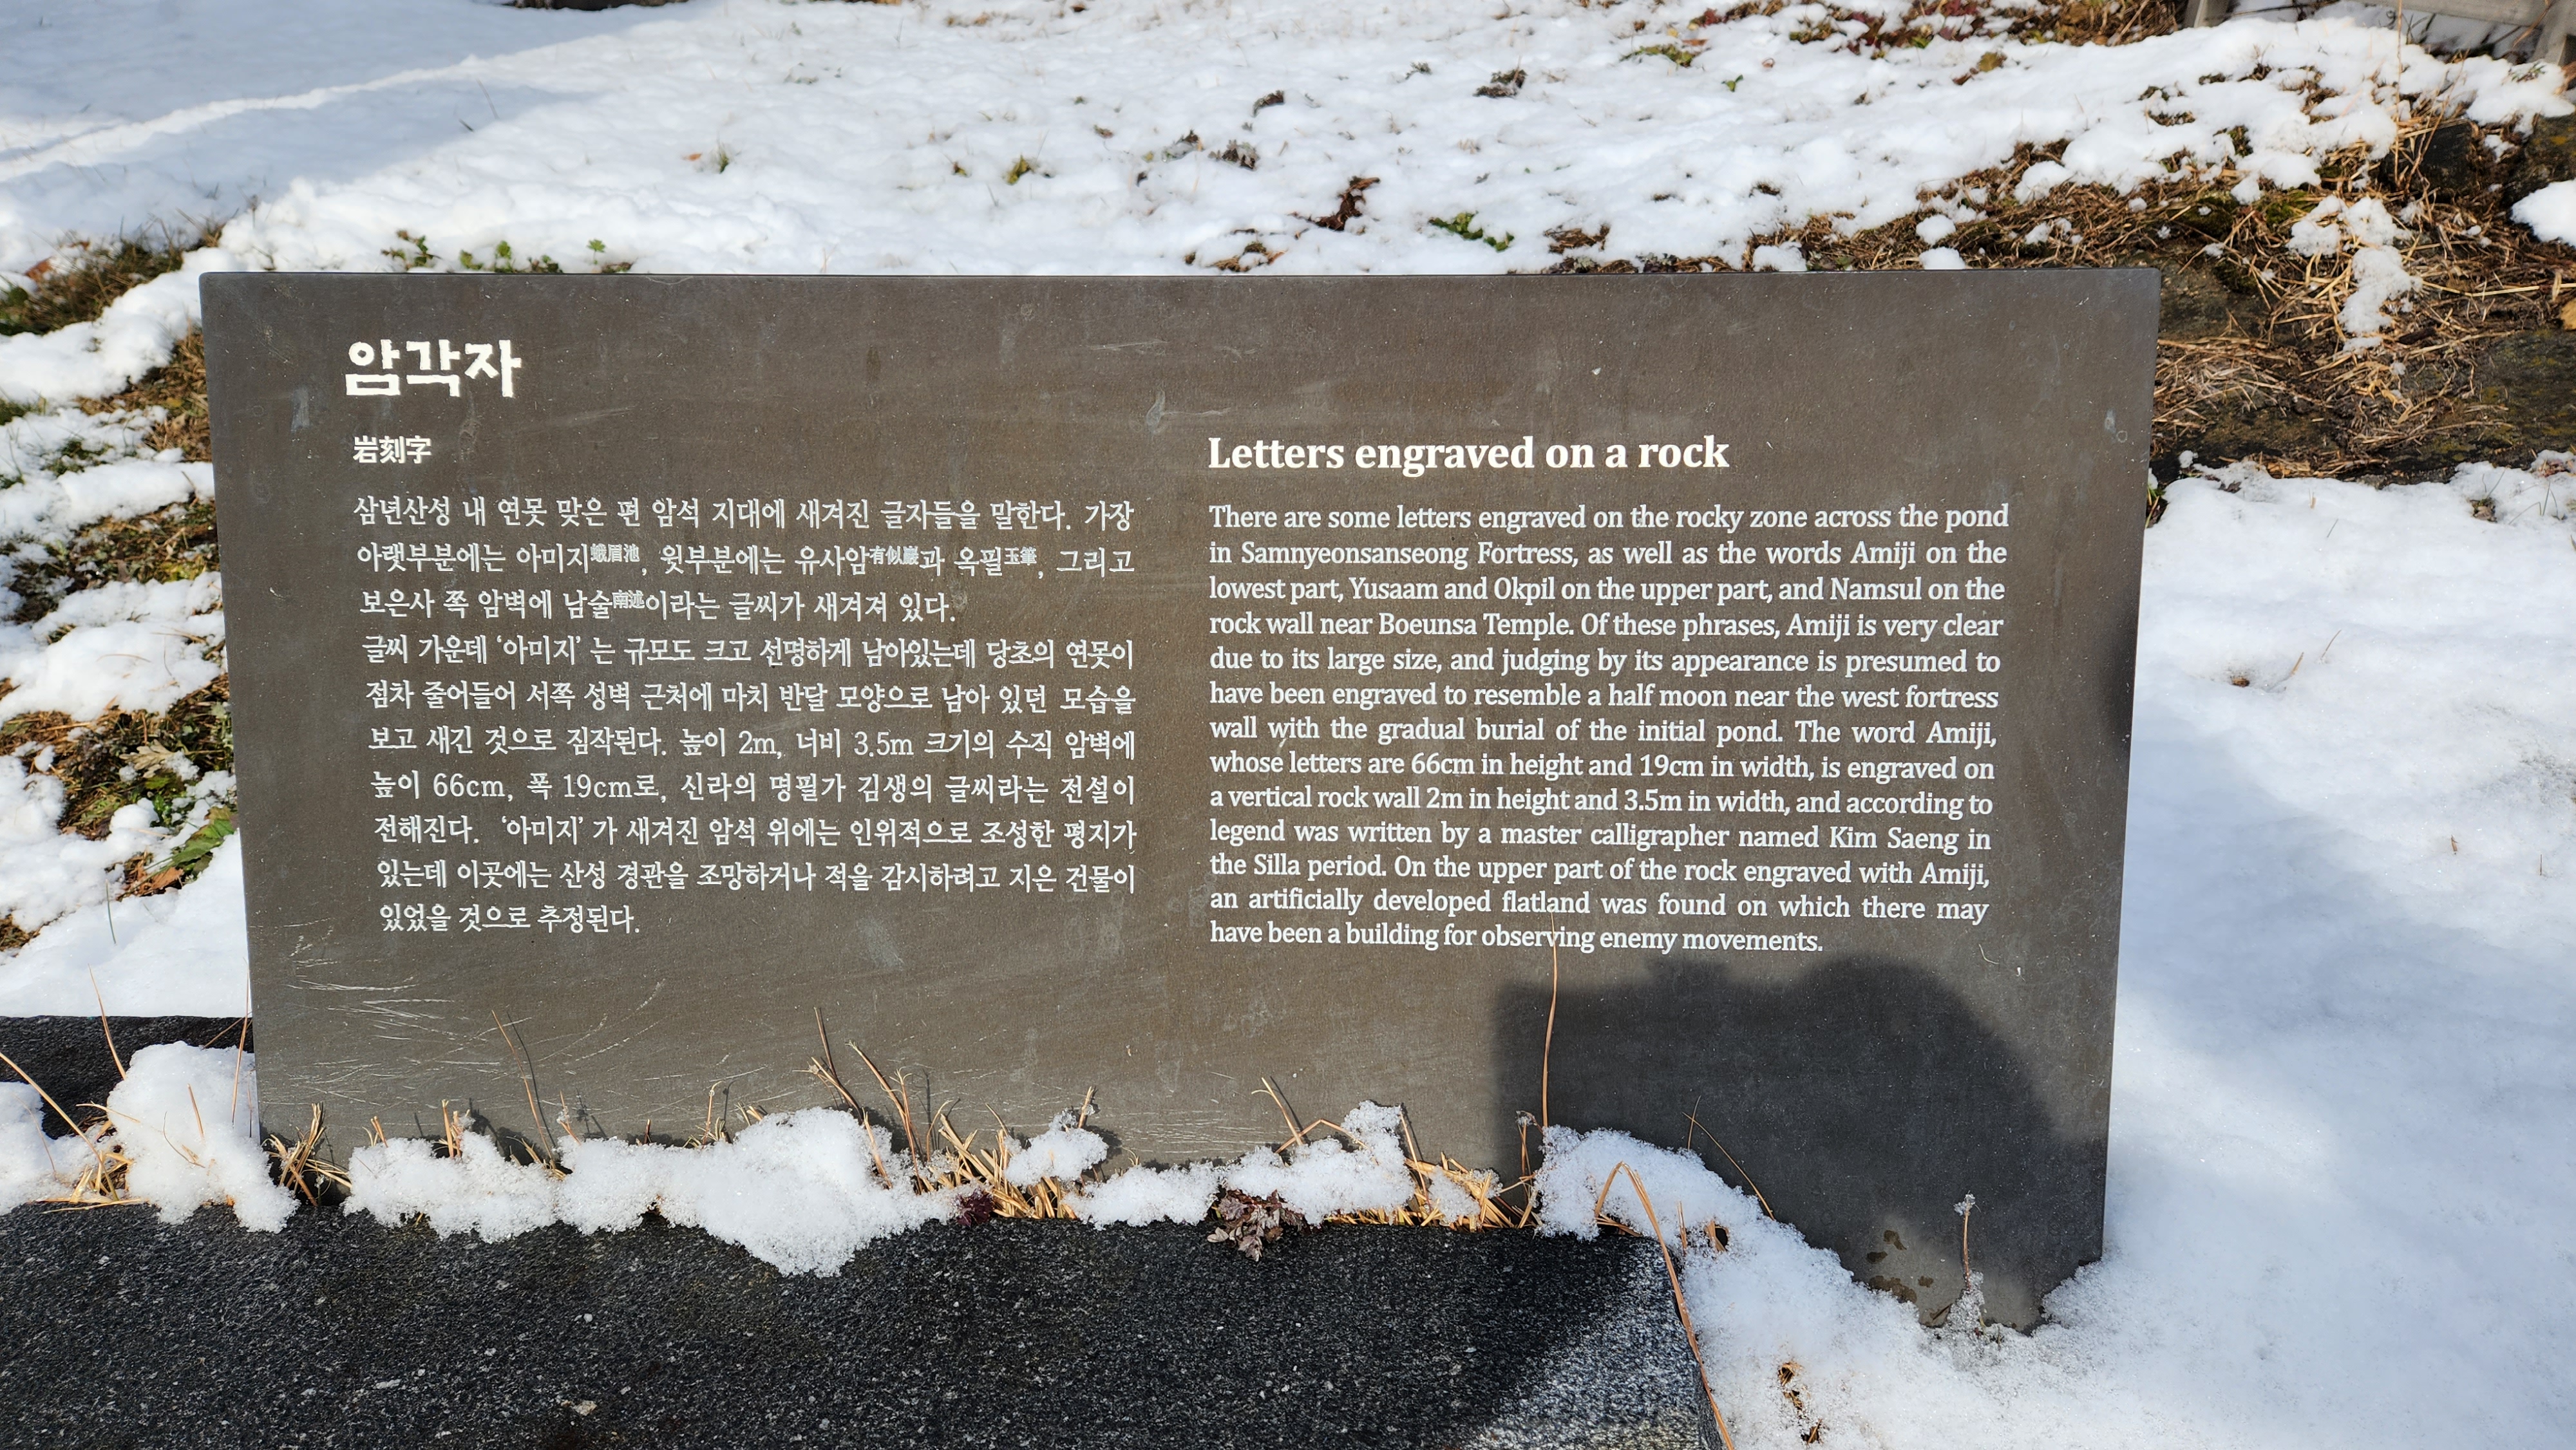 암각자
岩刻字
삼년산성 내 연못 맞은 편 암석 지대에 새겨진 글자들을 말한다. 가장
아랫부분에는 아미지蛾眉池, 윗부분에는 유사암有似巖과 옥필玉筆, 그리고
보은사 쪽 암벽에 남술南述이라는 글씨가 새겨져 있다.
글씨 가운데 ‘아미지’ 는 규모도 크고 선명하게 남아있는데 당초의 연못이
점차 줄어들어 서쪽 성벽 근처에 마치 반달 모양으로 남아 있던 모습을
보고 새긴 것으로 짐작된다. 높이 2m, 너비 3.5m 크기의 수직 암벽에
높이 66cm, 폭 19cm로, 신라의 명필가 김생의 글씨라는 전설이
전해진다. ‘아미지’ 가 새겨진 암석 위에는 인위적으로 조성한 평지가
있는데 이곳에는 산성 경관을 조망하거나 적을 감시하려고 지은 건물이
있었을 것으로 추정된다.
Letters engraved on a rock
There are some letters engraved on the rocky zone across the pond
in Samnyeonsanseong Fortress, as well as the words Amiji on the
lowest part, Yusaam and Okpil on the upper part, and Namsul on the
rock wall near Boeunsa Temple. Of these phrases, Amiji is very clear
due to its large size, and judging by its appearance is presumed to
have been engraved to resemble a half moon near the west fortress
wall with the gradual burial of the initial pond. The word Amiji,
whose letters are 66cm in height and 19cm in width, is engraved on
a vertical rock wall 2m in height and 3.5m in width, and according to
legend was written by a master calligrapher named Kim Saeng in
the Silla period. On the upper part of the rock engraved with Amiji,
an artificially developed flatland was found on which there may
have been a building for observing enemy movements.